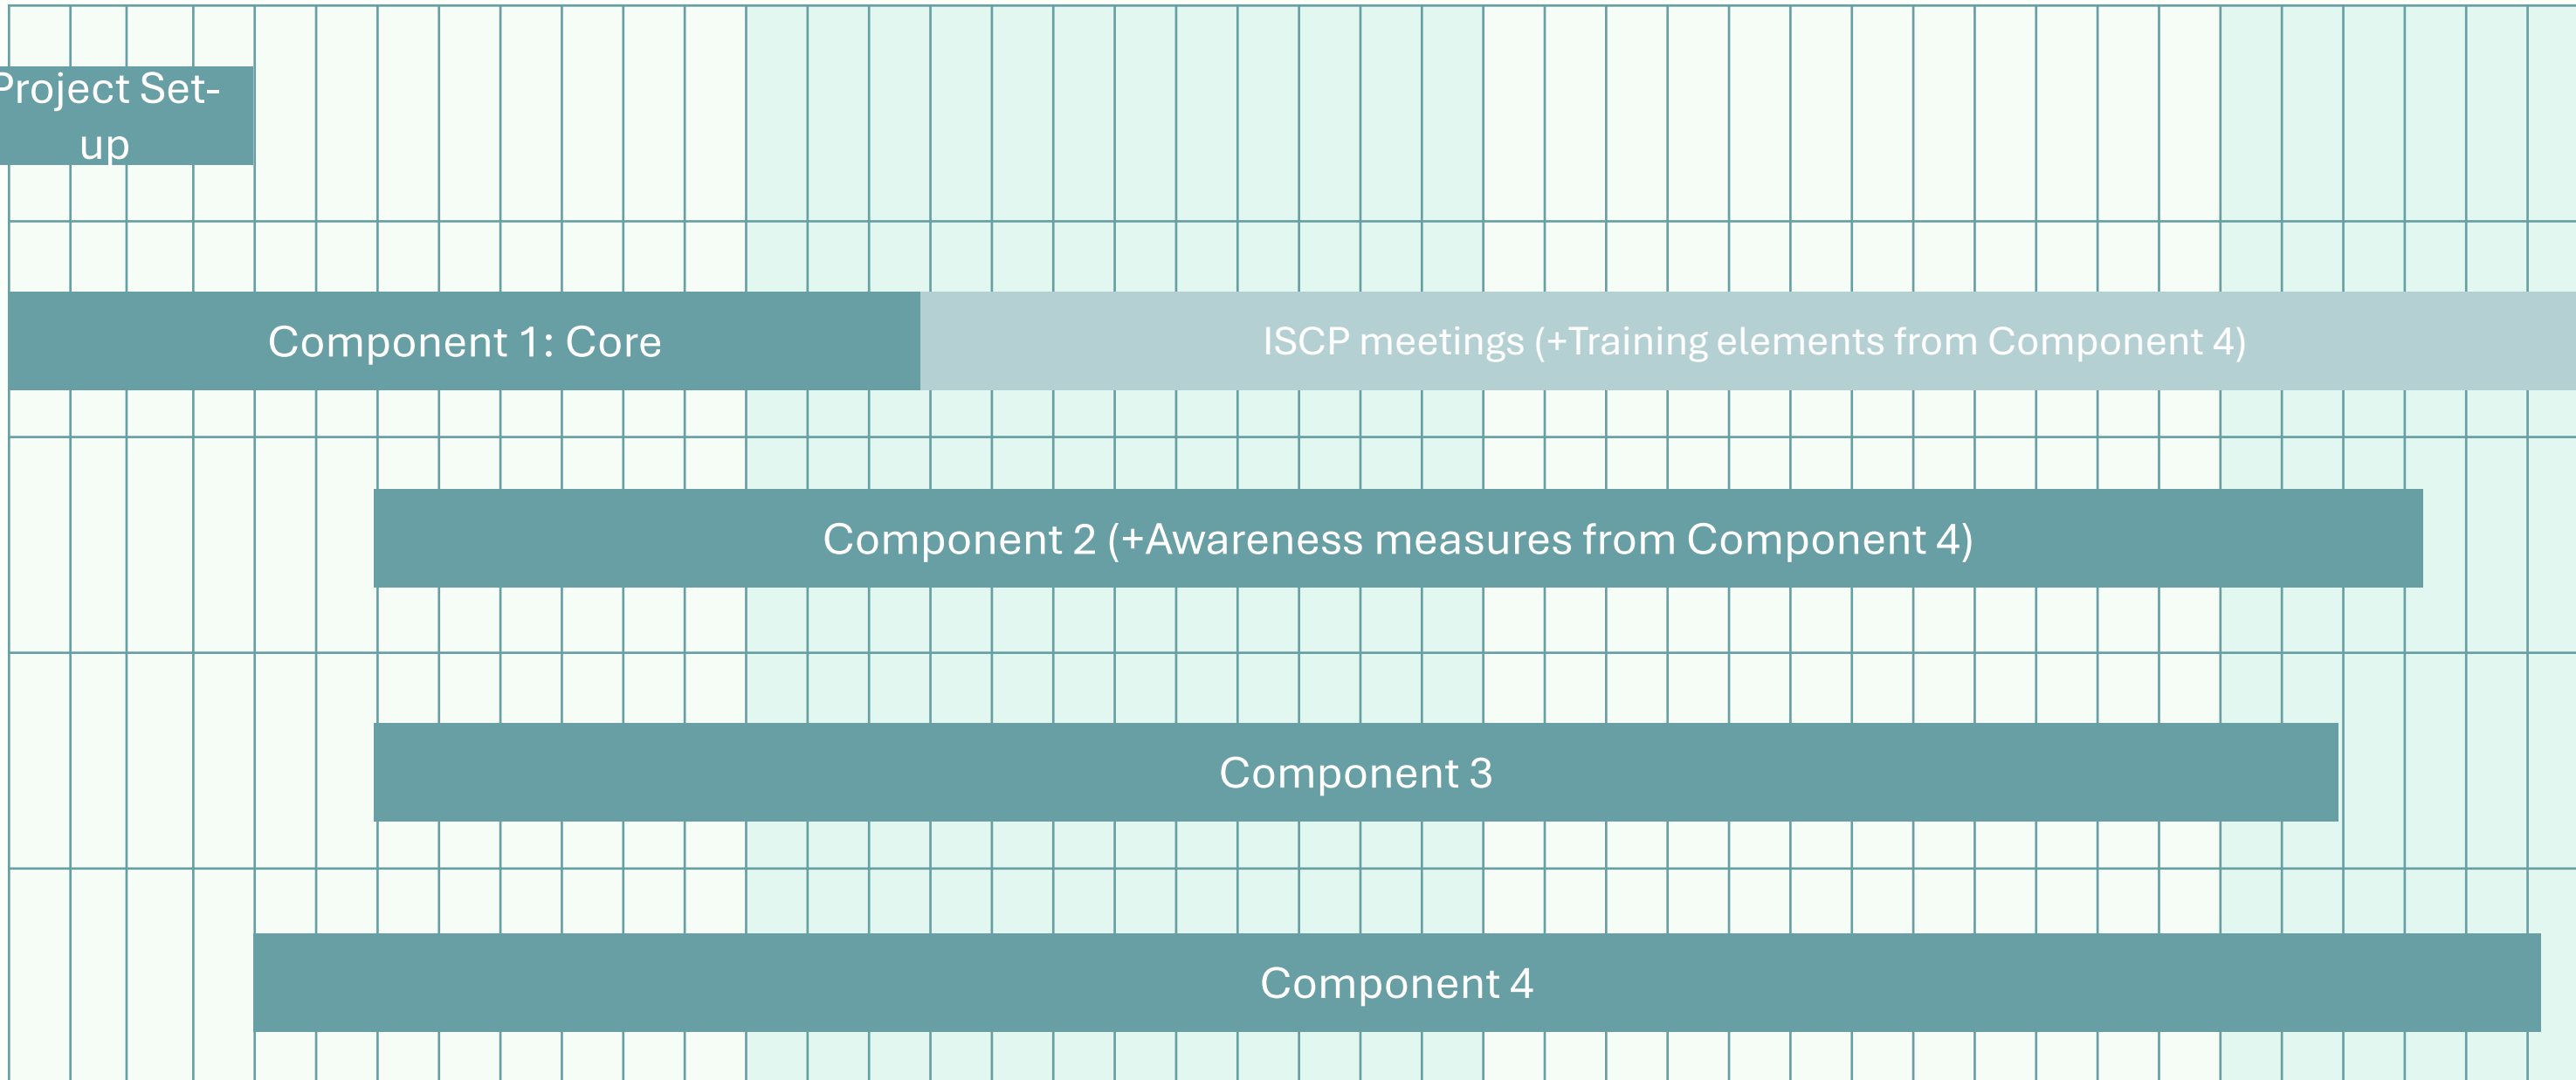 Project Set-
up
Component 1: Core
ISCP meetings (+Training elements from Component 4)
Component 2 (+Awareness measures from Component 4)
Component 3
Component 4